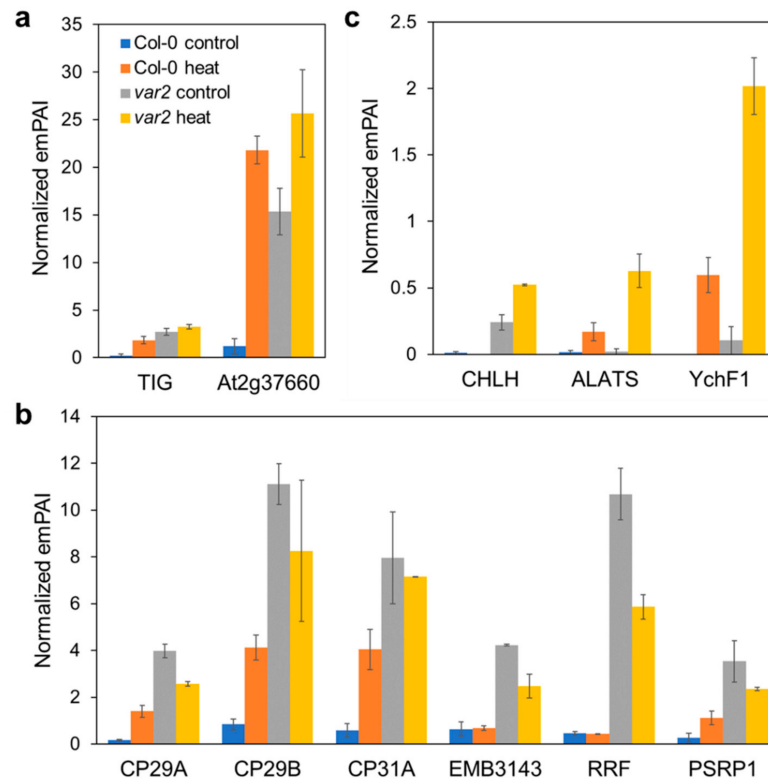 a
35
30
25
20
15
10
5
0
Normalized emPAI
Col-0 control
Col-0 heat
var2 control
var2 heat
TIG At2g37660
c
2.5
2
1.5
1
0.5
0
Normalized emPAI
CHLH ALATS YchF1
b
14
12
10
8
6
4
2
0
Normalized emPAI
CP29A CP29B CP31A EMB3143 RRF PSRP1